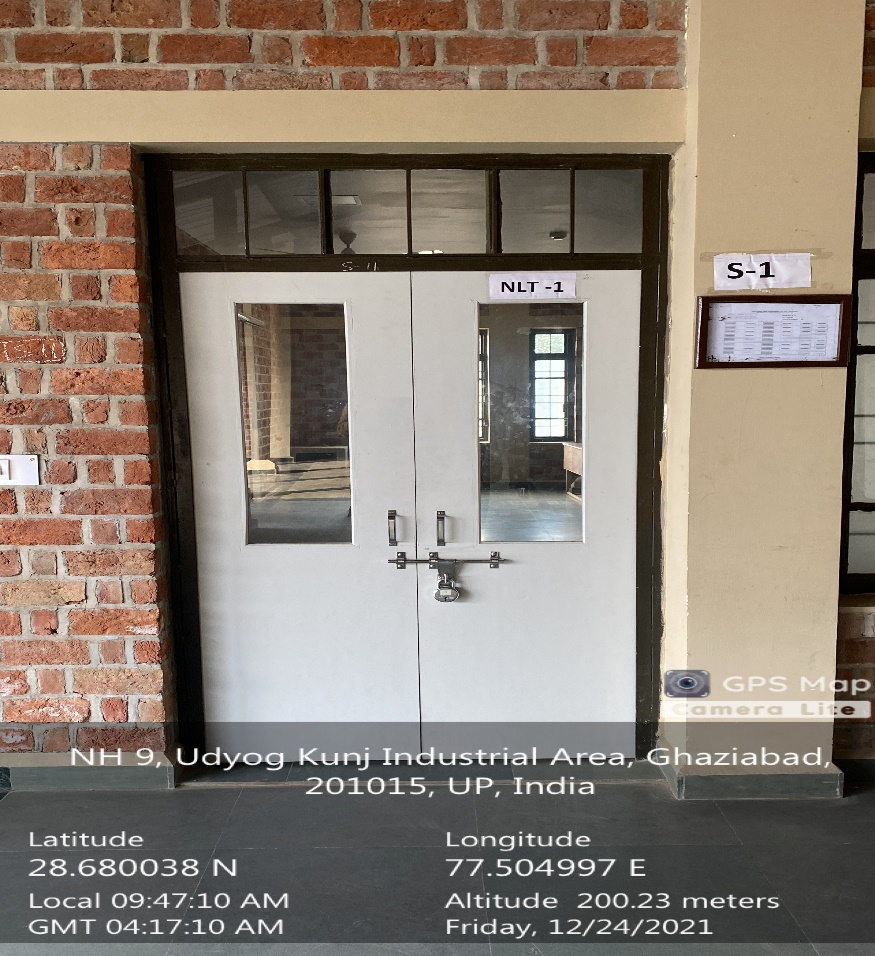 S-11
NLT -1
S-1
GPS Map
Camera Lite
NH 9, Udyog Kunj Industrial Area, Ghaziabad,
201015, UP, India
Latitude
28.680038 N
Longitude
77.504997 E
Local 09:47:10 AM
GMT 04:17:10 AM
Altitude 200.23 meters
Friday, 12/24/2021